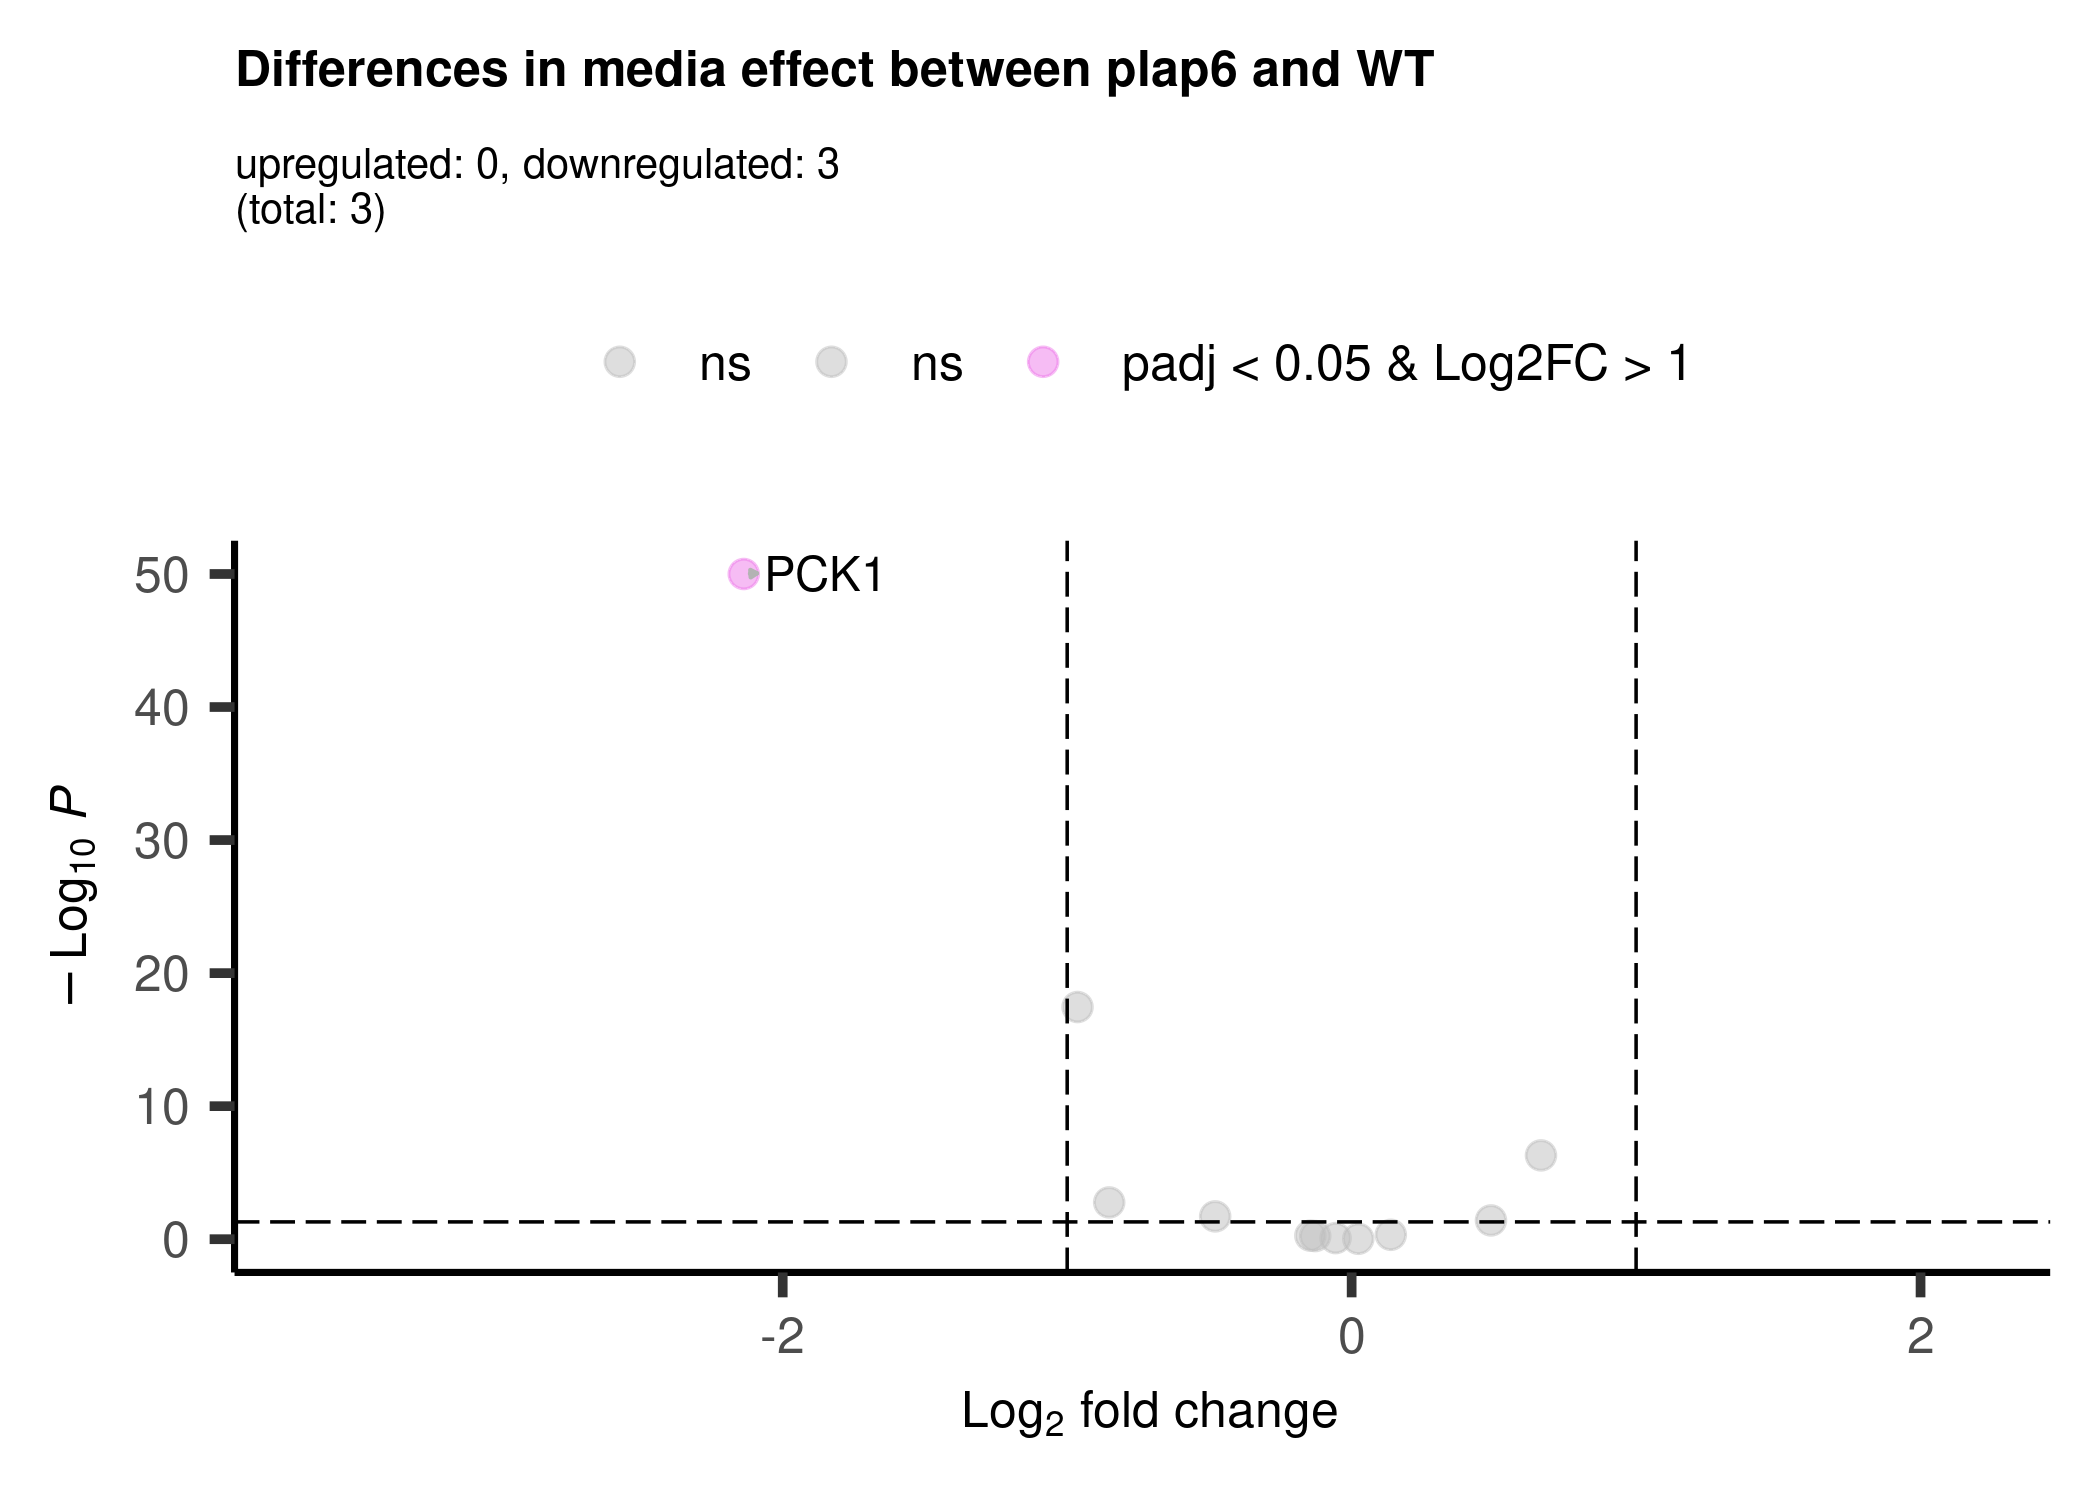 Differences in media effect between plap6 and WT
upregulated: 0, downregulated: 3
(total: 3)
ns ns padj < 0.05 & Log2FC > 1
PCK1
50
40
30
20
10
0
− Log10 P
-2 0 2
Log2 fold change